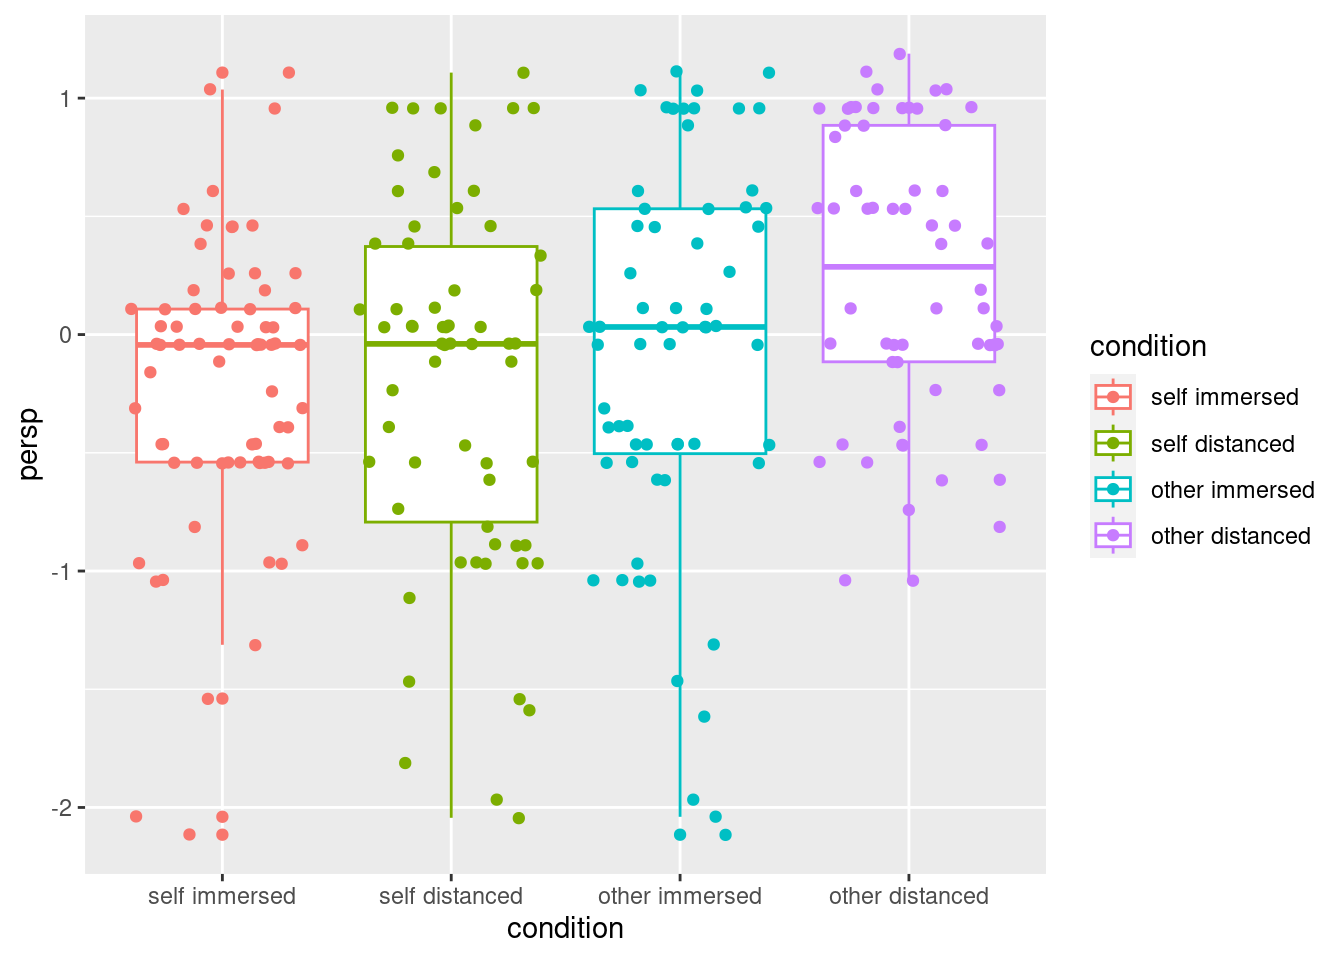 persp
1
0
-1
-2
self immersed
self distanced
other immersed
other distanced
condition
condition
self immersed
self distanced
other immersed
other distanced